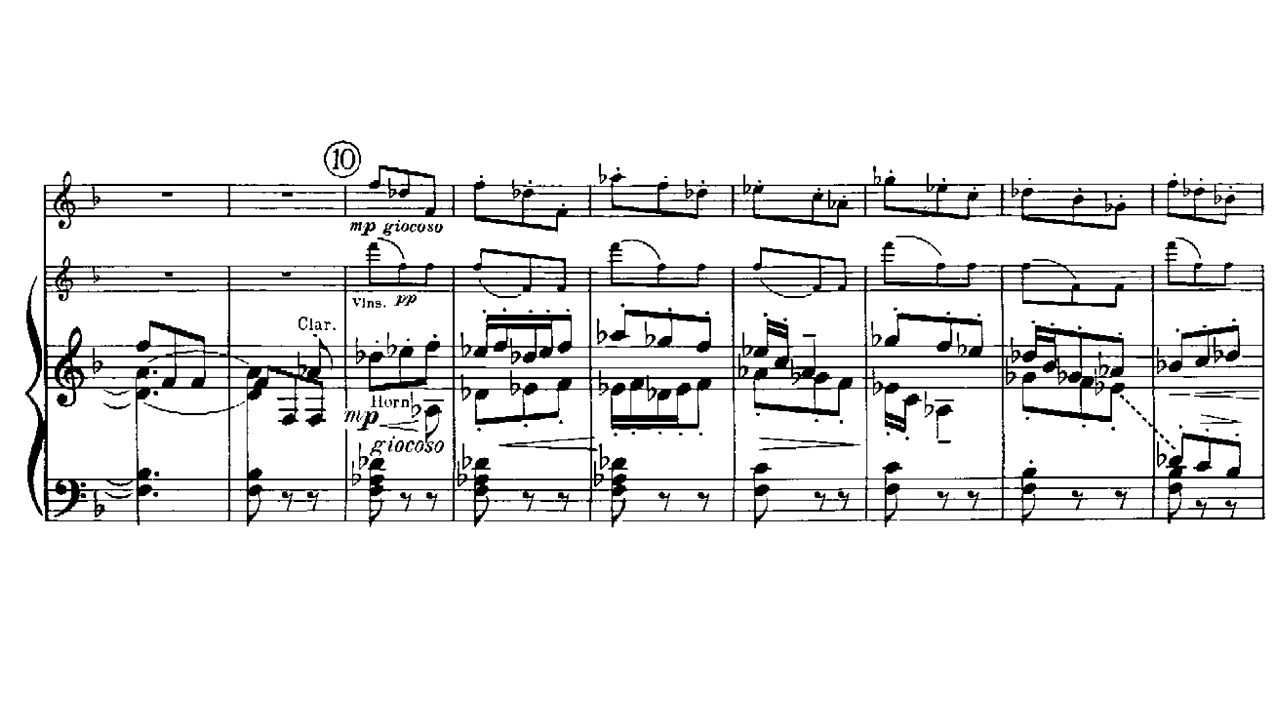 10
mp giocoso
Vlns. pp
Clar.
Horn
mp
giocoso